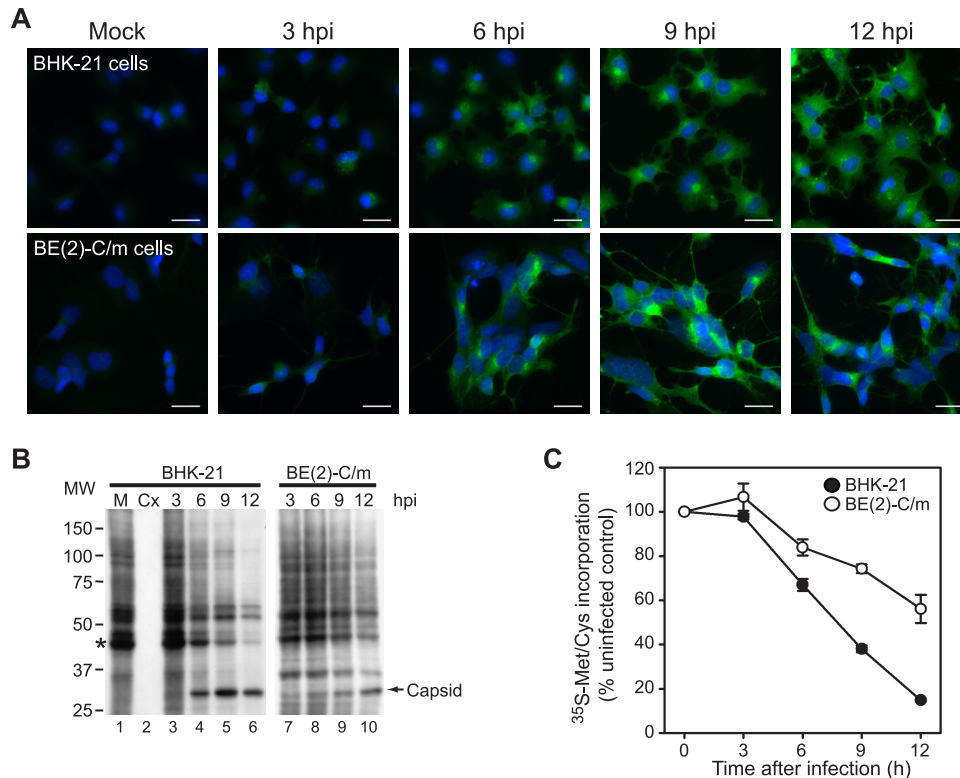 A
Mock 3 hpi 6 hpi 9 hpi 12 hpi
BHK-21 cells
BE(2)-C/m cells
B
BHK-21 BE(2)-C/m
MW M Cx 3 6 9 12 3 6 9 12 hpi
150
100
75
50
*
37
25
Capsid
1 2 3 4 5 6 7 8 9 10
C
BHK-21
BE(2)-C/m
120
100
80
60
40
20
0
35S-Met/Cys incorporation
(% uninfected control)
0 3 6 9 12
Time after infection (h)